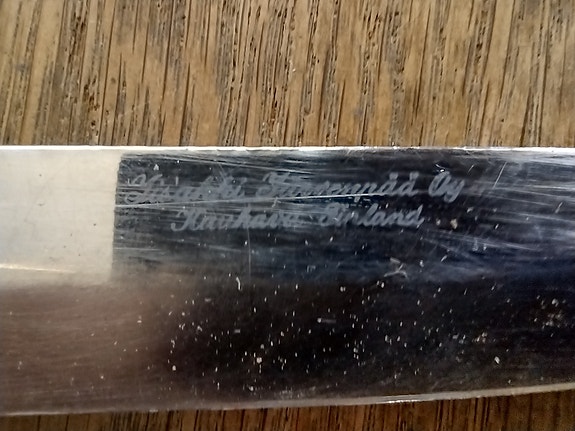 Iisakki Järvenpää Oy
Kauhava Finland